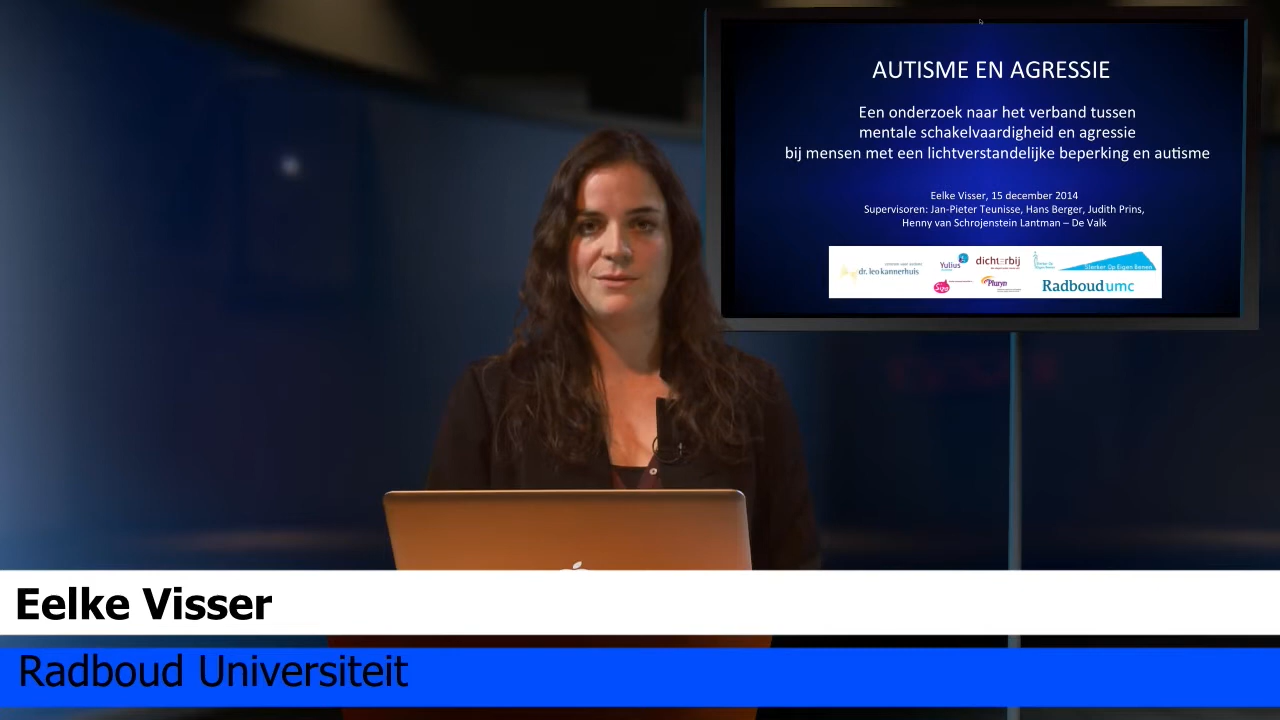 AUTISME EN AGRESSIE
Een onderzoek naar het verband tussen
mentale schakelvaardigheid en agressie
bij mensen met een lichtverstandelijke beperking en autisme
Eelke Visser, 15 december 2014
Supervisoren: Jan-Pieter Teunisse, Hans Berger, Judith Prins,
Henny van Schrojenstein Lantman – De Valk
dr. leo kannerhuis
Yulius
dichterbij
Sterker Op Eigen Benen
Pluryn
Radboudumc
Eelke Visser
Radboud Universiteit